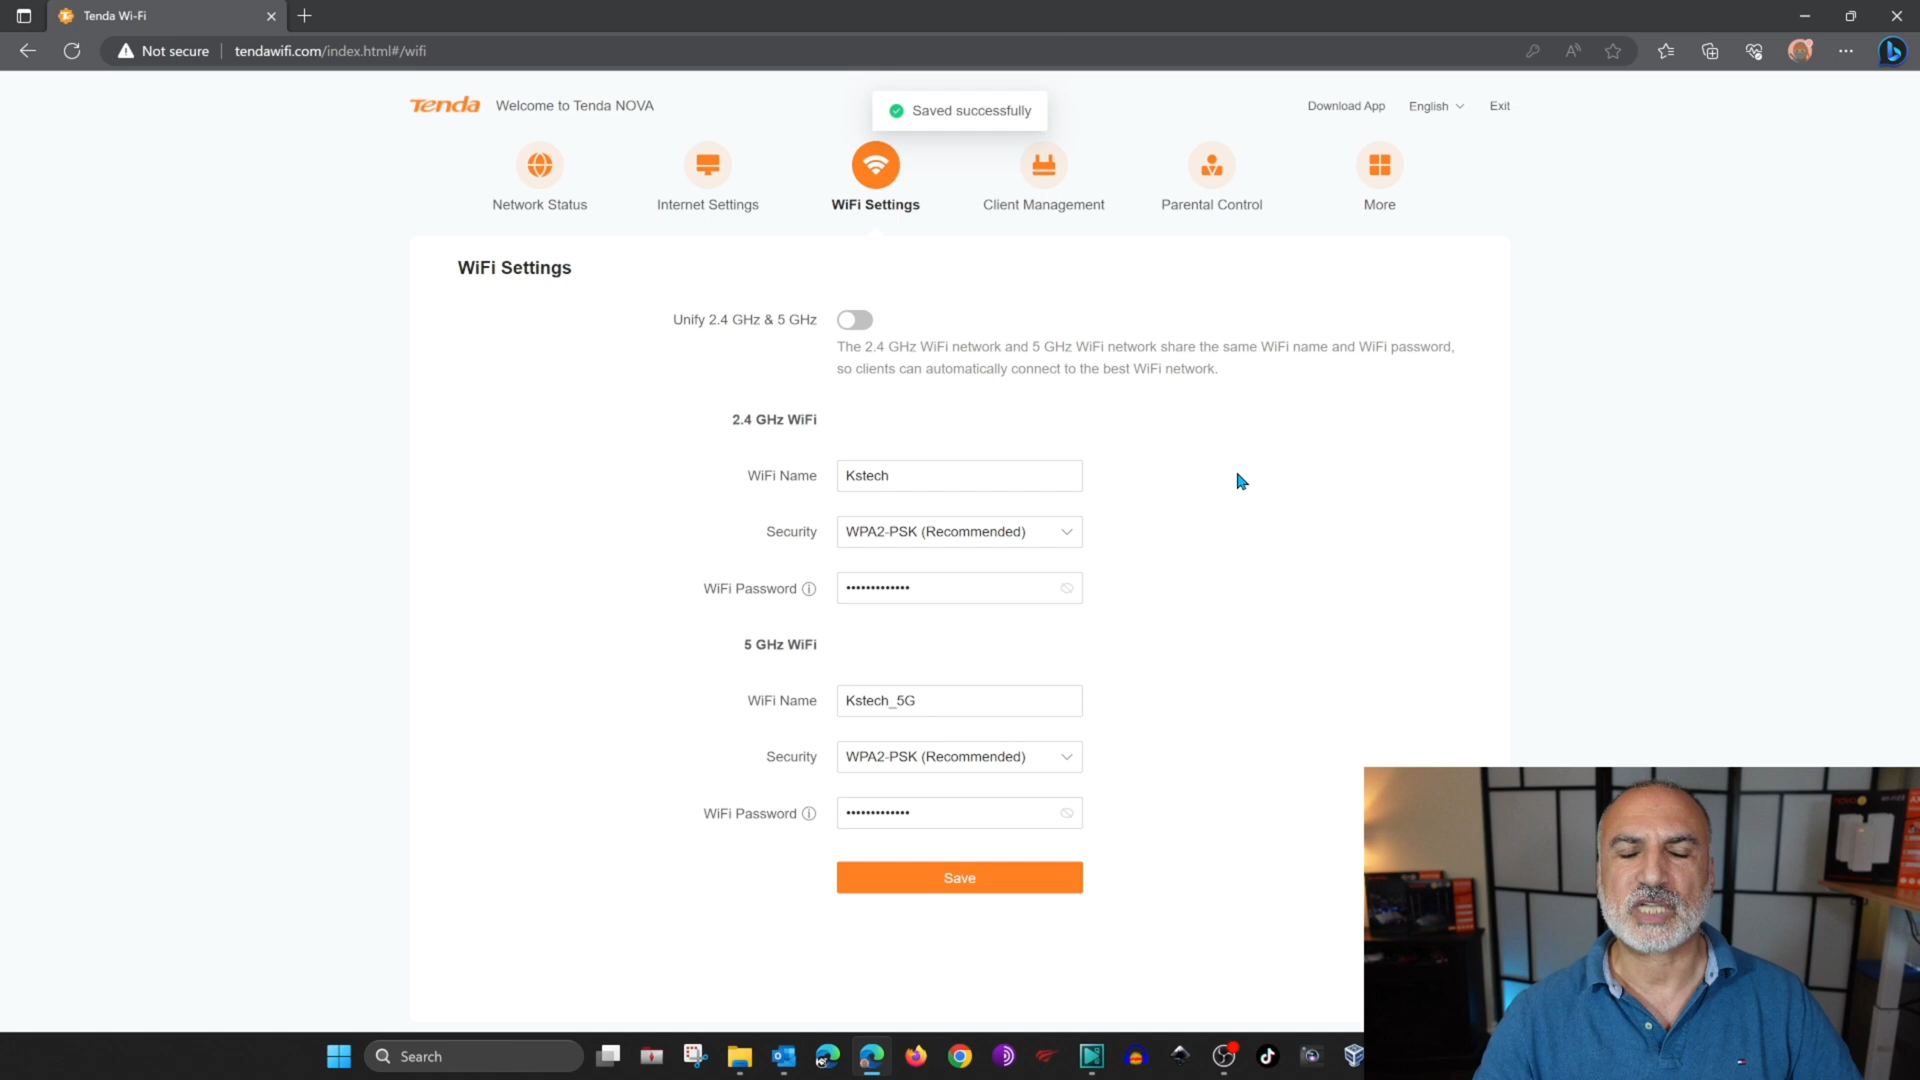 Tenda Wi-Fi
Not secure
tendawifi.com/index.html#/wifi
Tenda
Welcome to Tenda NOVA
Saved successfully
Download App
English
Exit
Network Status
Internet Settings
WiFi Settings
Client Management
Parental Control
More
WiFi Settings
Unify 2.4 GHz & 5 GHz
The 2.4 GHz WiFi network and 5 GHz WiFi network share the same WiFi name and WiFi password,
so clients can automatically connect to the best WiFi network.
2.4 GHz WiFi
WiFi Name
Kstech
Security
WPA2-PSK (Recommended)
WiFi Password
•••••••••••••
5 GHz WiFi
WiFi Name
Kstech_5G
Security
WPA2-PSK (Recommended)
WiFi Password
•••••••••••••
Save
nova
Search